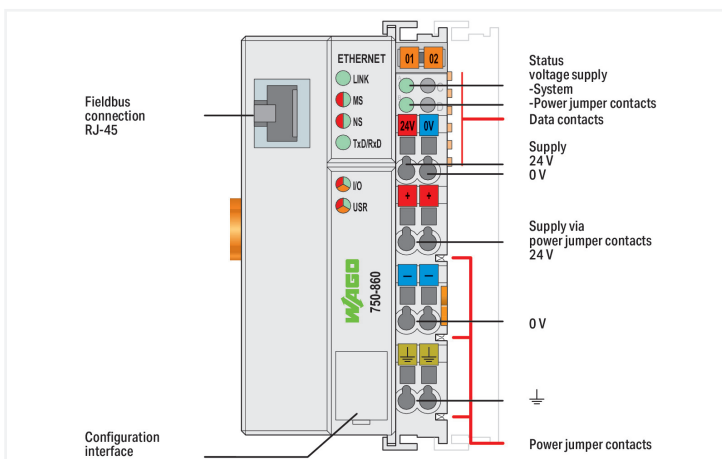 Fieldbus
connection
RJ-45
Configuration
interface
ETHERNET
LINK
MS
NS
TxD/RxD
I/O
USR
WAGO
750-860
01 02
24V 0V
+ +
– –
Status
voltage supply
-System
-Power jumper contacts
Data contacts
Supply
24 V
0 V
Supply via
power jumper contacts
24 V
0 V
Power jumper contacts